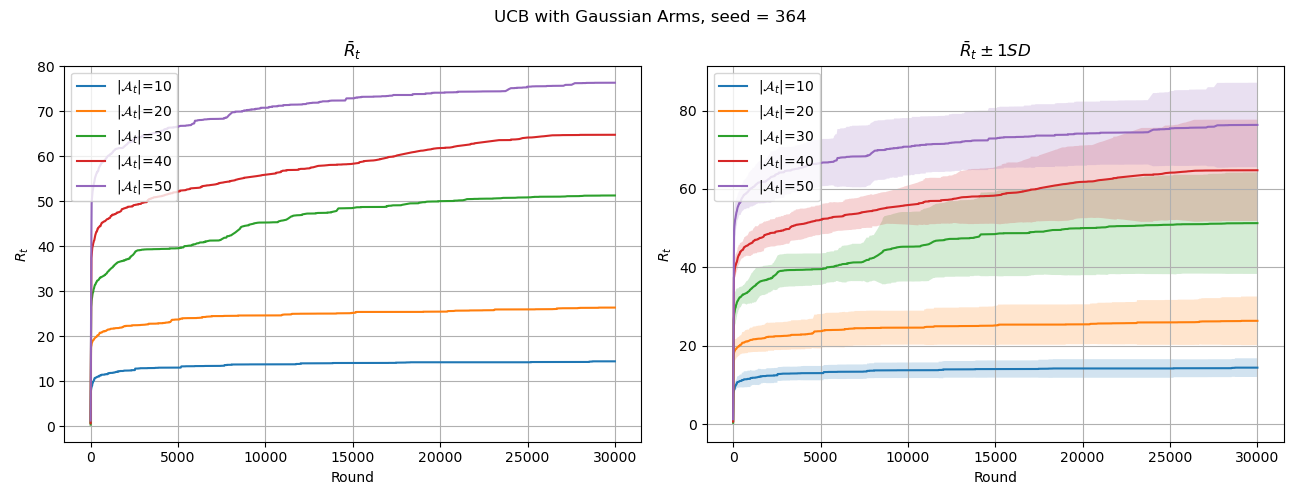 UCB with Gaussian Arms, seed = 364
R̄ₜ
80
70
60
50
40
30
20
10
0
Rₜ
|𝒜ₜ|=10
|𝒜ₜ|=20
|𝒜ₜ|=30
|𝒜ₜ|=40
|𝒜ₜ|=50
0 5000 10000 15000 20000 25000 30000
Round
R̄ₜ ± 1SD
80
60
40
20
0
Rₜ
|𝒜ₜ|=10
|𝒜ₜ|=20
|𝒜ₜ|=30
|𝒜ₜ|=40
|𝒜ₜ|=50
0 5000 10000 15000 20000 25000 30000
Round